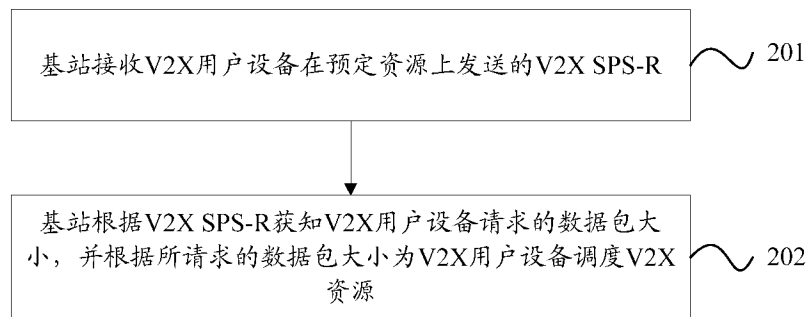 基站接收V2X用户设备在预定资源上发送的V2X SPS-R
201
基站根据V2X SPS-R获知V2X用户设备请求的数据包大
小，并根据所请求的数据包大小为V2X用户设备调度V2X
资源
202